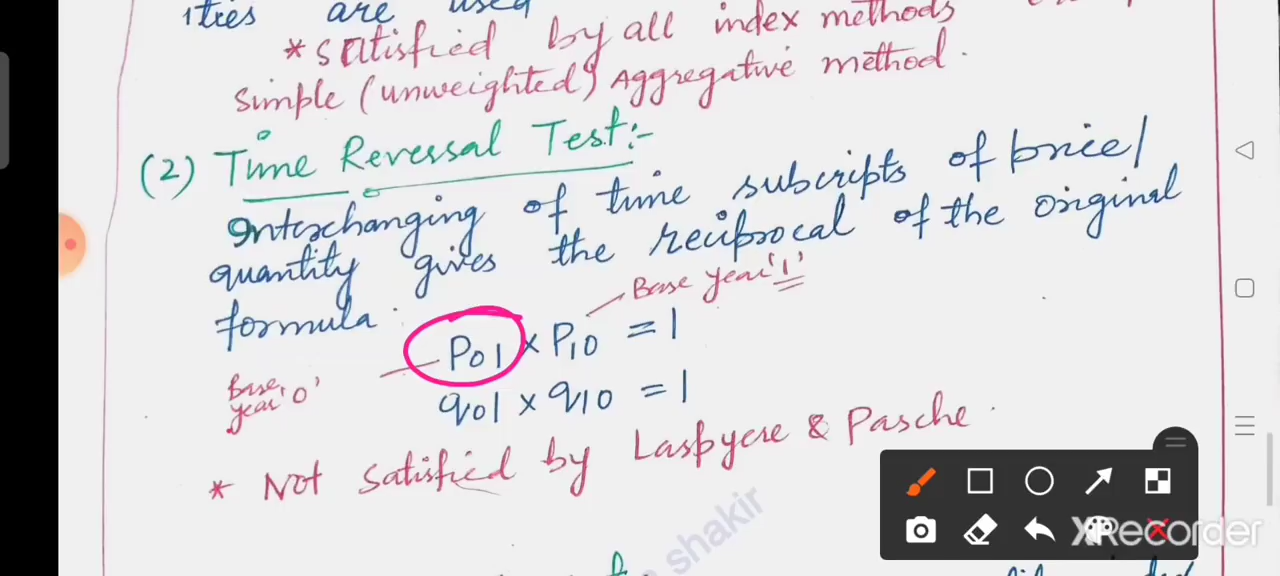 ities are used
*Satisfied by all index methods
Simple (unweighted) Aggregative method.
(2) Time Reversal Test:-
Interchanging of time subcripts of price/
quantity gives the reciprocal of the original
formula.
Base year '1'
P01 × P10 = 1
Base year '0'
q01 × q10 = 1
* Not Satisfied by Laspyere & Pasche.
shakir
XRecorder